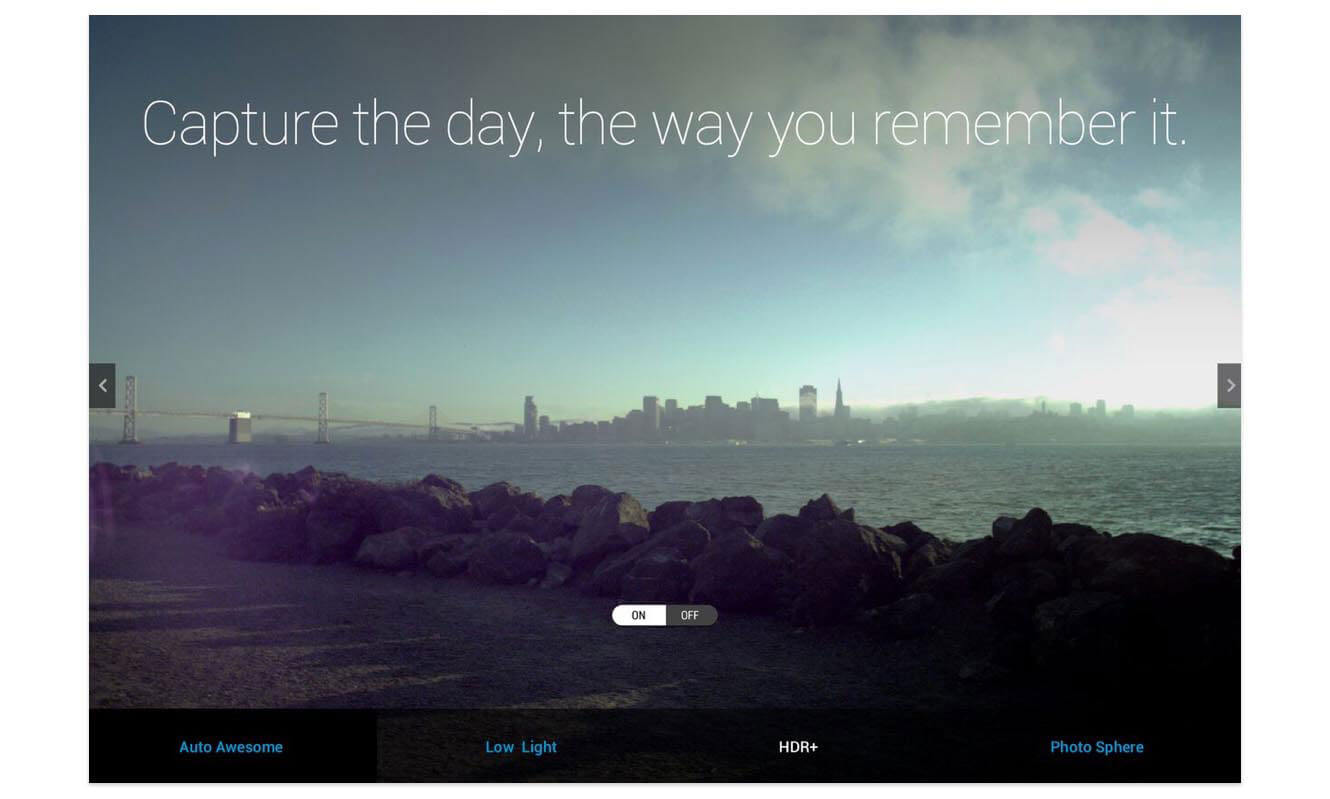 Capture the day, the way you remember it.
ON OFF
Auto Awesome Low Light HDR+ Photo Sphere